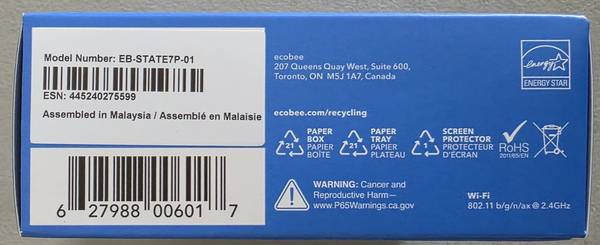 Model Number: EB-STATE7P-01
ESN: 445240275599
Assembled in Malaysia / Assemblé en Malaisie
6 27988 00601 7
ecobee
207 Queens Quay West, Suite 600,
Toronto, ON M5J 1A7, Canada
energy
ENERGY STAR
ecobee.com/recycling
21
PAPER
BOX
PAPIER
BOÎTE
21
PAPER
TRAY
PAPIER
PLATEAU
1
SCREEN
PROTECTOR
PROTECTEUR
D'ÉCRAN
RoHS
2011/65/EU
WARNING: Cancer and
Reproductive Harm—
www.P65Warnings.ca.gov
Wi-Fi
802.11 b/g/n/ax @ 2.4GHz